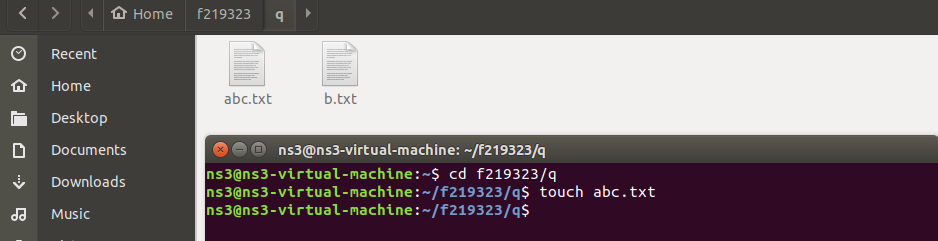 Home f219323 q
Recent
Home
Desktop
Documents
Downloads
Music
abc.txt b.txt
ns3@ns3-virtual-machine: ~/f219323/q
ns3@ns3-virtual-machine:~$ cd f219323/q
ns3@ns3-virtual-machine:~/f219323/q$ touch abc.txt
ns3@ns3-virtual-machine:~/f219323/q$